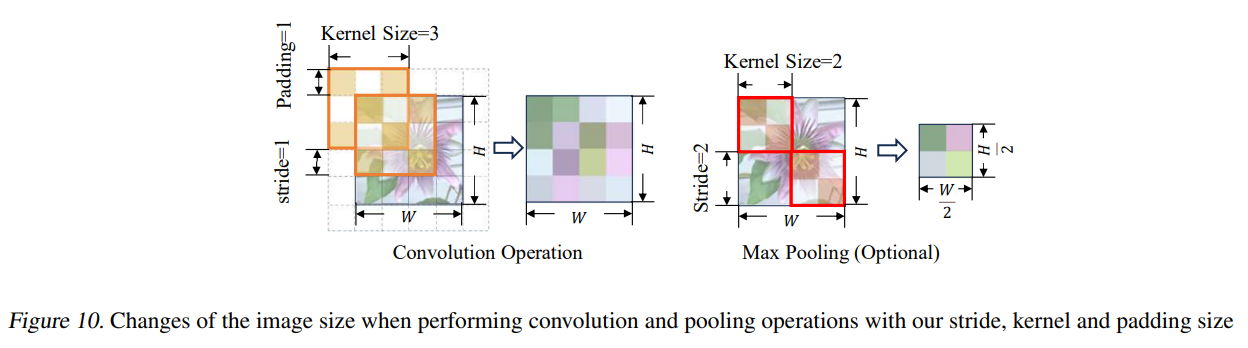 Kernel Size=3
Padding=1
stride=1
H
W
H
W
Convolution Operation
Kernel Size=2
Stride=2
H
W
H
2
W
2
Max Pooling (Optional)
Figure 10. Changes of the image size when performing convolution and pooling operations with our stride, kernel and padding size